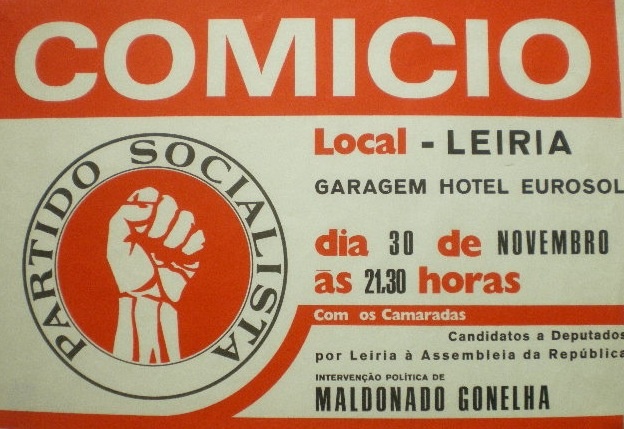 COMICIO
PARTIDO SOCIALISTA
Local - LEIRIA
GARAGEM HOTEL EUROSOL
dia 30 de NOVEMBRO
às 21.30 horas
Com os Camaradas
Candidatos a Deputados
por Leiria à Assembleia da República
INTERVENÇÃO POLÍTICA DE
MALDONADO GONELHA